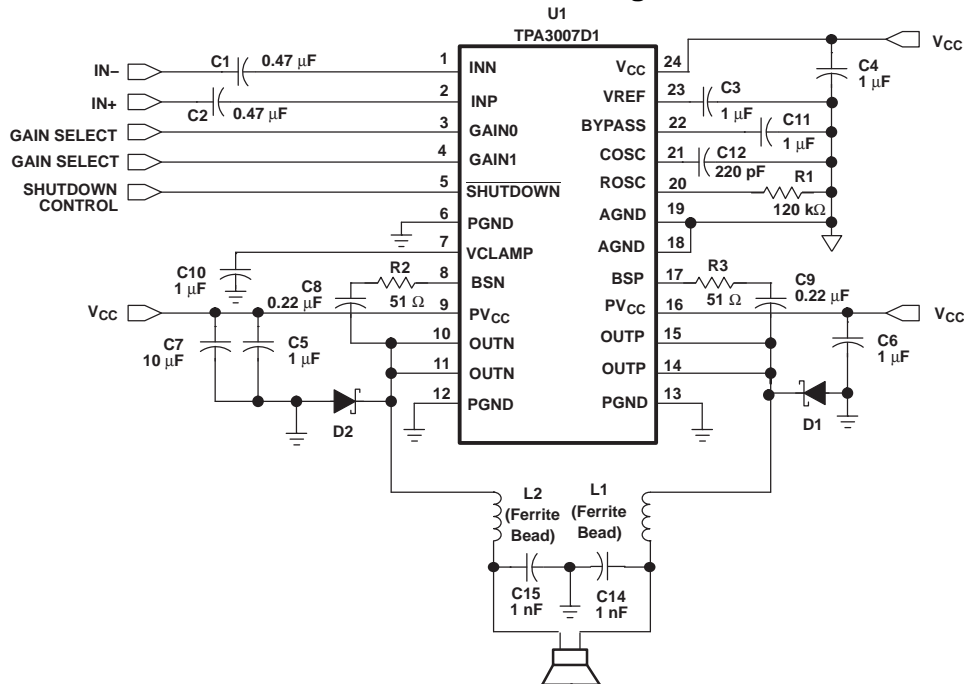 U1
TPA3007D1
IN−
C1
0.47 µF
1
INN
IN+
C2
0.47 µF
2
INP
GAIN SELECT
3
GAIN0
GAIN SELECT
4
GAIN1
SHUTDOWN
CONTROL
5
SHUTDOWN
6
PGND
7
VCLAMP
C10
1 µF
R2
51 Ω
8
BSN
C8
0.22 µF
VCC
9
PVCC
10
OUTN
11
OUTN
12
PGND
C7
10 µF
C5
1 µF
D2
VCC
24
VCC
C4
1 µF
VREF
23
C3
1 µF
BYPASS
22
C11
1 µF
COSC
21
C12
220 pF
ROSC
20
R1
120 kΩ
AGND
19
AGND
18
BSP
17
R3
51 Ω
C9
0.22 µF
PVCC
16
VCC
OUTP
15
OUTP
14
PGND
13
C6
1 µF
D1
L2
(Ferrite
Bead)
L1
(Ferrite
Bead)
C15
1 nF
C14
1 nF